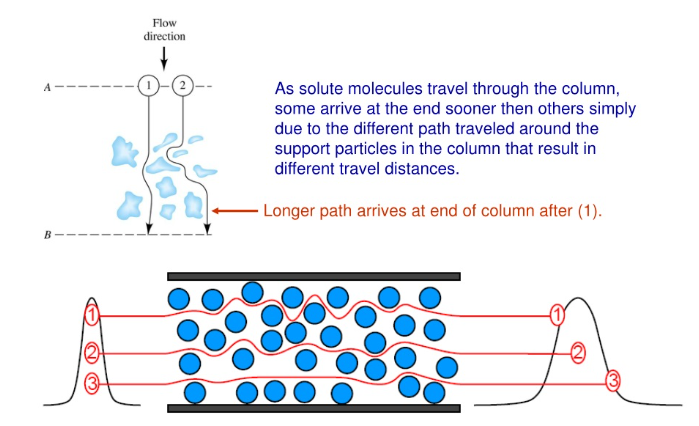 Flow
direction
A
1
2
As solute molecules travel through the column,
some arrive at the end sooner then others simply
due to the different path traveled around the
support particles in the column that result in
different travel distances.
Longer path arrives at end of column after (1).
B
1
1
2
2
3
3